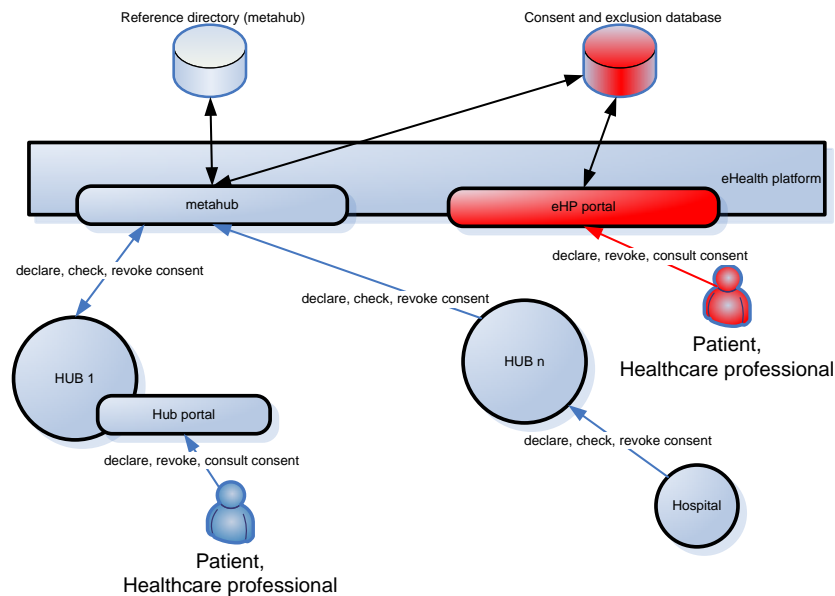 Reference directory (metahub)
Consent and exclusion database
eHealth platform
metahub
eHP portal
declare, check, revoke consent
declare, revoke, consult consent
declare, check, revoke consent
Patient,
Healthcare professional
HUB 1
HUB n
Hub portal
declare, revoke, consult consent
declare, check, revoke consent
Hospital
Patient,
Healthcare professional